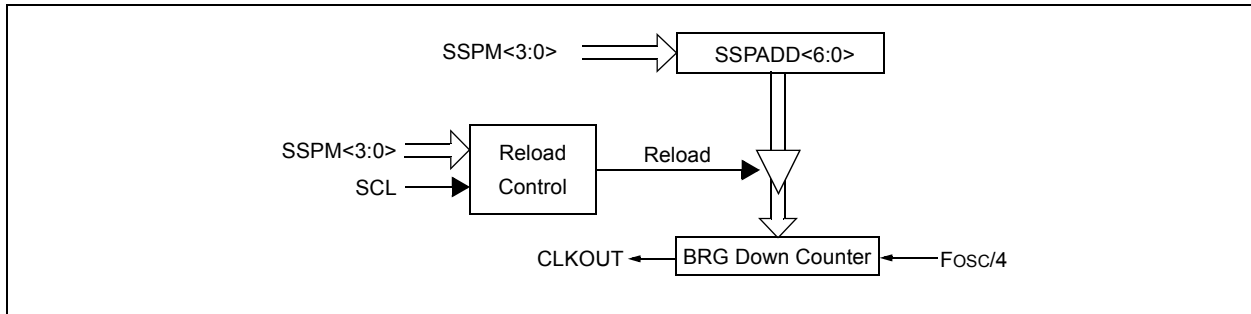 SSPM<3:0>
SSPADD<6:0>
SSPM<3:0>
SCL
Reload
Control
Reload
CLKOUT
BRG Down Counter
FOSC/4